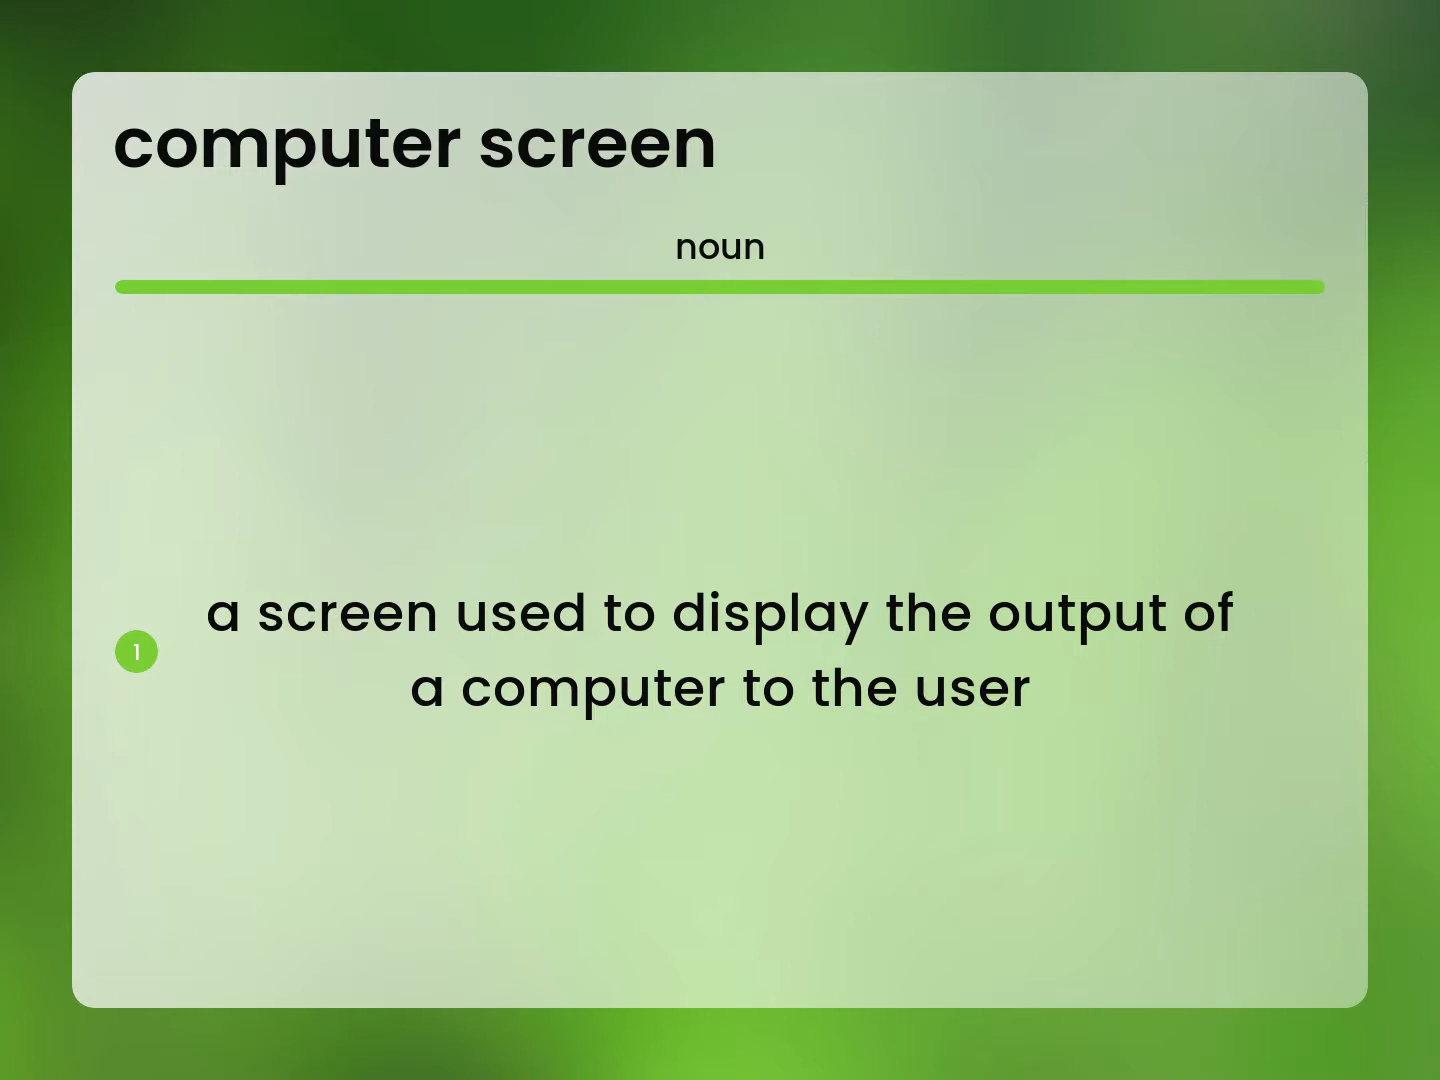 computer screen
noun
1
a screen used to display the output of
a computer to the user